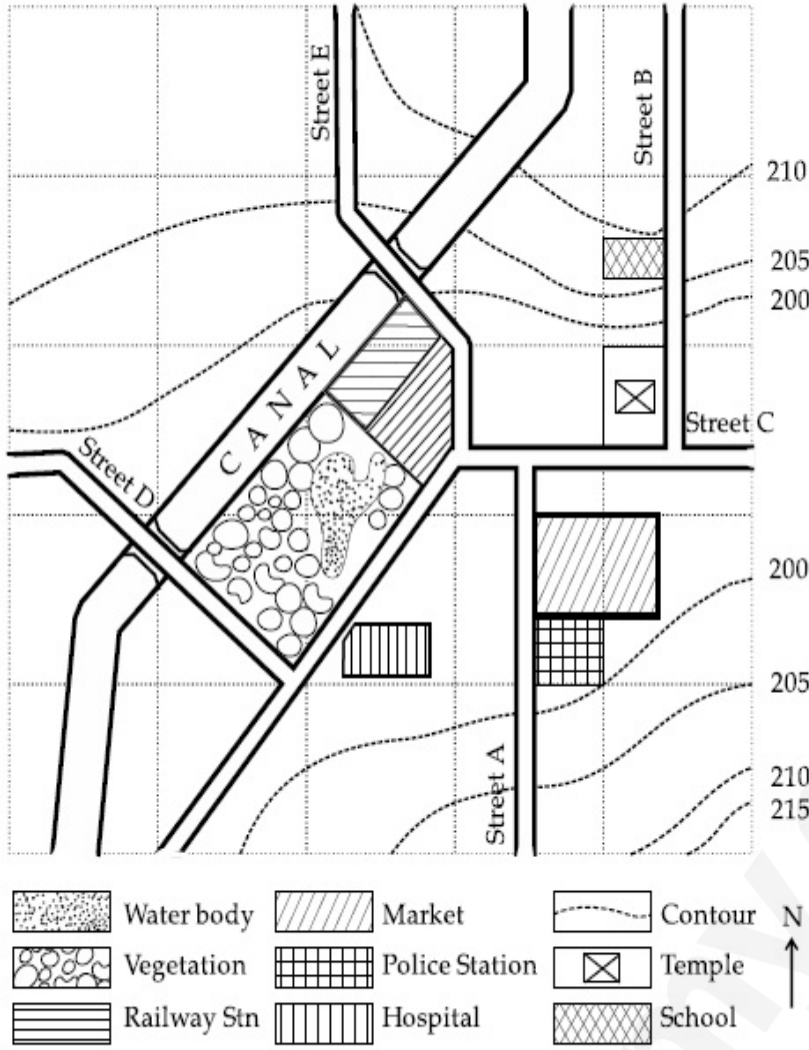 Street E
Street B
210
205
200
CANAL
Street C
Street D
200
205
210
215
Street A
Water body
Market
Contour
N
Vegetation
Police Station
Temple
Railway Stn
Hospital
School